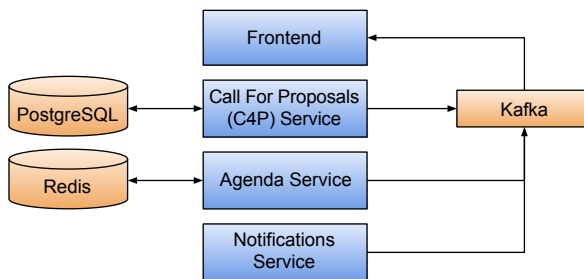 Frontend
PostgreSQL
Call For Proposals
(C4P) Service
Kafka
Redis
Agenda Service
Notifications
Service